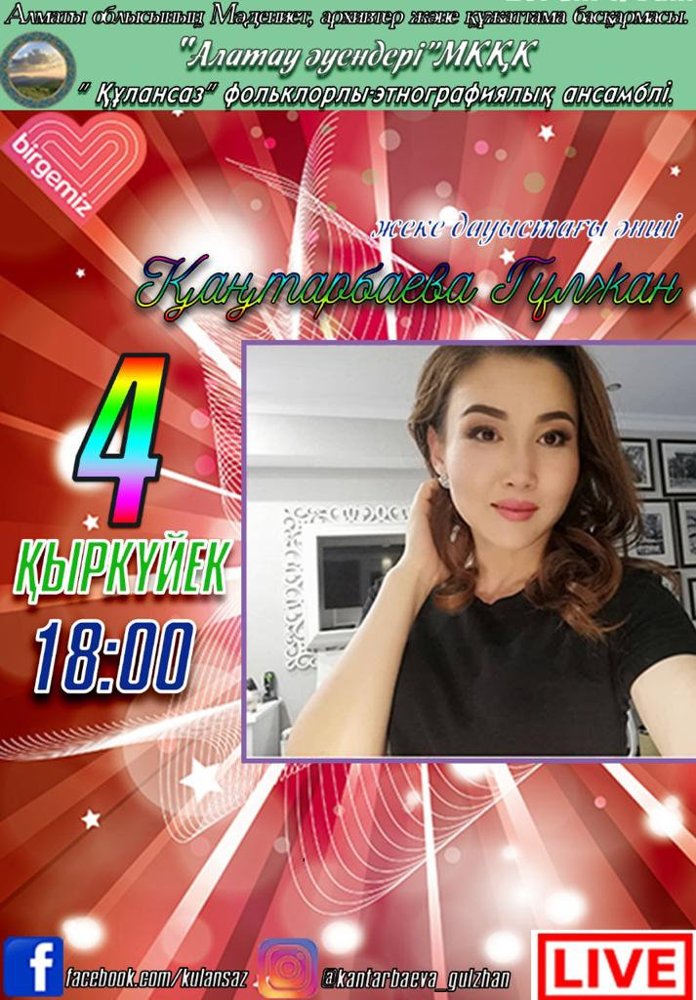 Алматы облысының Мәдениет, архивтер және құжаттама басқармасы.
"Алатау әуендері"МКҚК
" Құлансаз" фольклорлы-этнографиялық ансамблі.
birgemiz
жеке дауыстағы әнші
Қаңтарбаева Гүлжан
4
ҚЫРКҮЙЕК
18:00
facebook.com/kulansaz
@kantarbaeva_gulzhan
LIVE